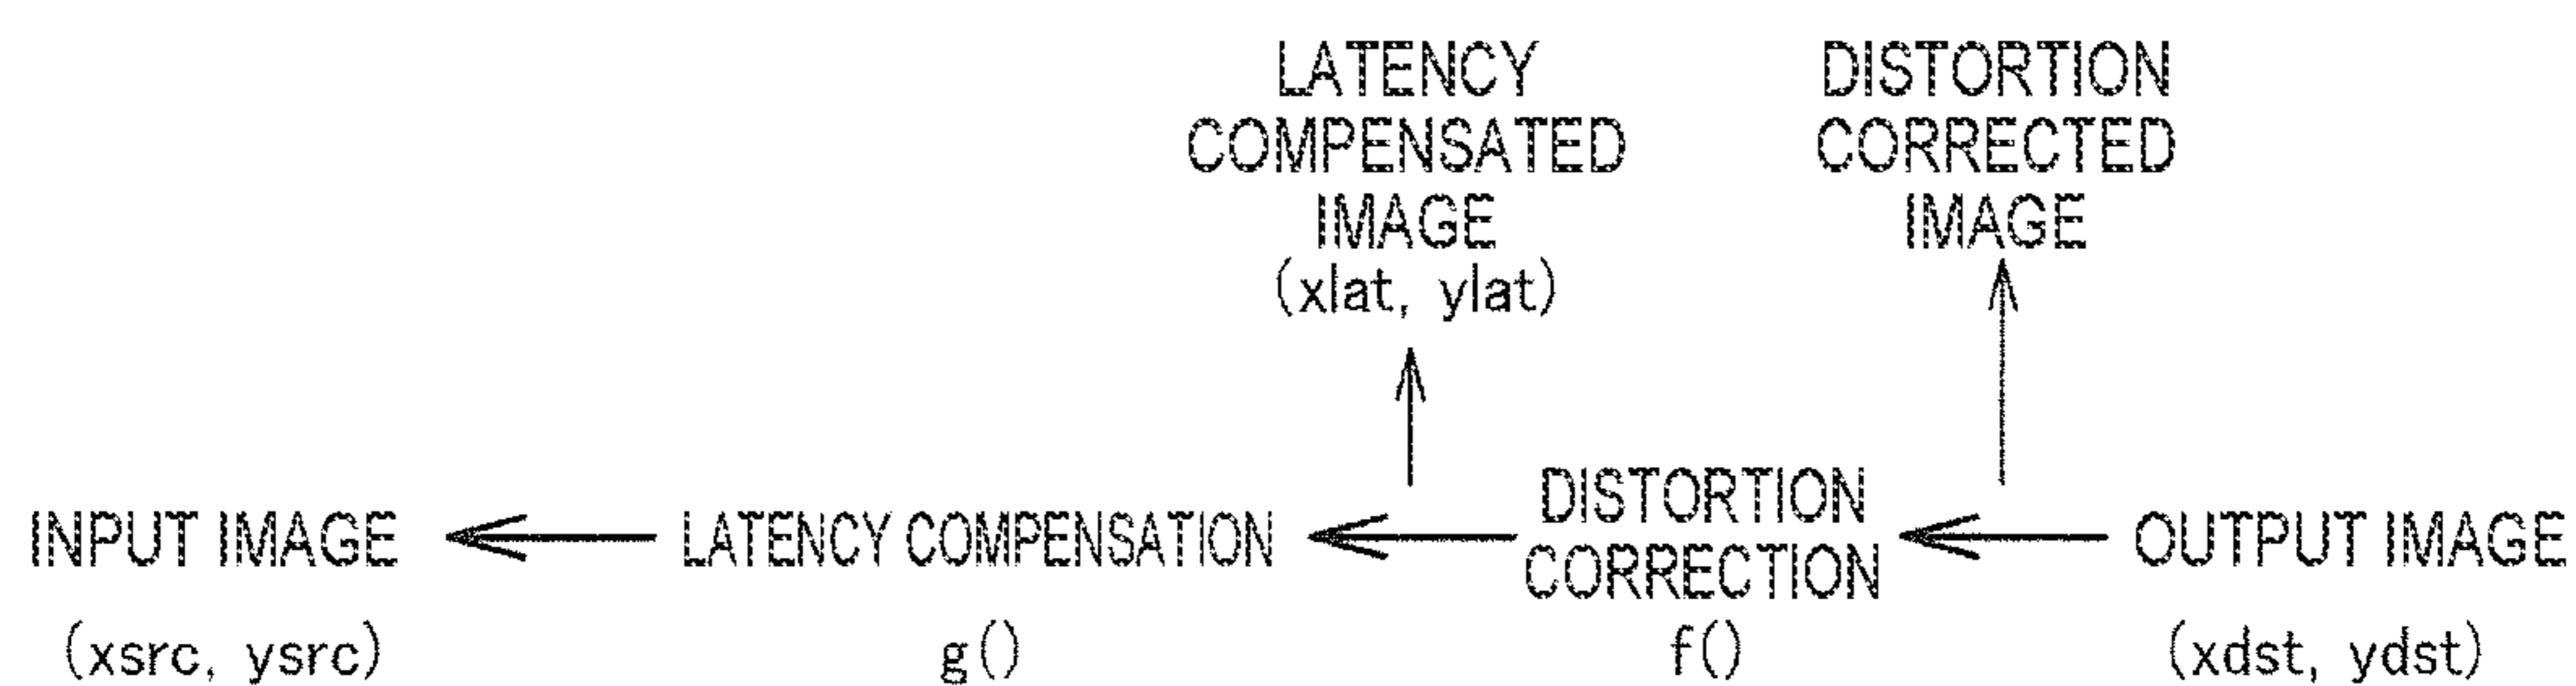 LATENCY
COMPENSATED
IMAGE
(xlat, ylat)
DISTORTION
CORRECTED
IMAGE
INPUT IMAGE
(xsrc, ysrc)
LATENCY COMPENSATION
g()
DISTORTION
CORRECTION
f()
OUTPUT IMAGE
(xdst, ydst)